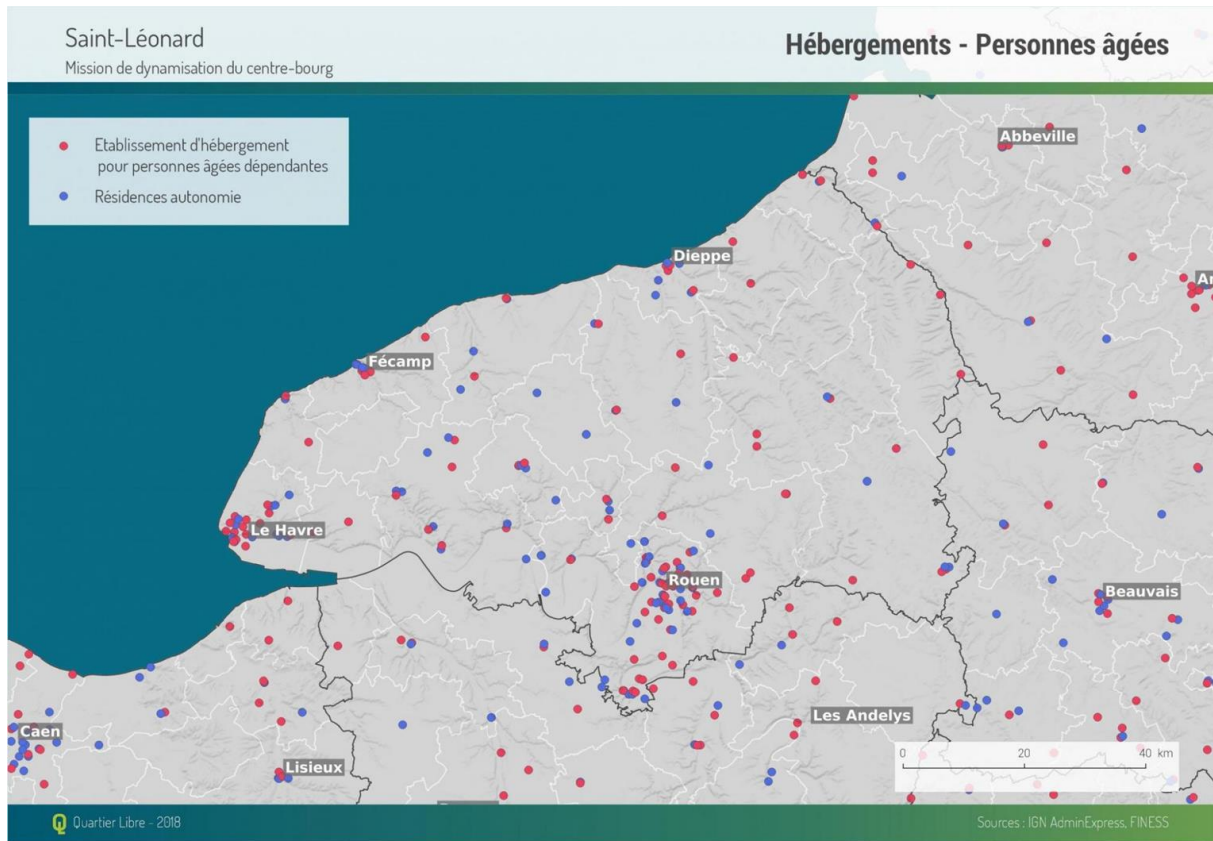 Saint-Léonard
Mission de dynamisation du centre-bourg
Hébergements - Personnes âgées
Etablissement d'hébergement
pour personnes âgées dépendantes
Résidences autonomie
Abbeville
Dieppe
Fécamp
Le Havre
Rouen
Beauvais
Les Andelys
Caen
Lisieux
0 20 40 km
Quartier Libre - 2018
Sources : IGN AdminExpress, FINESS